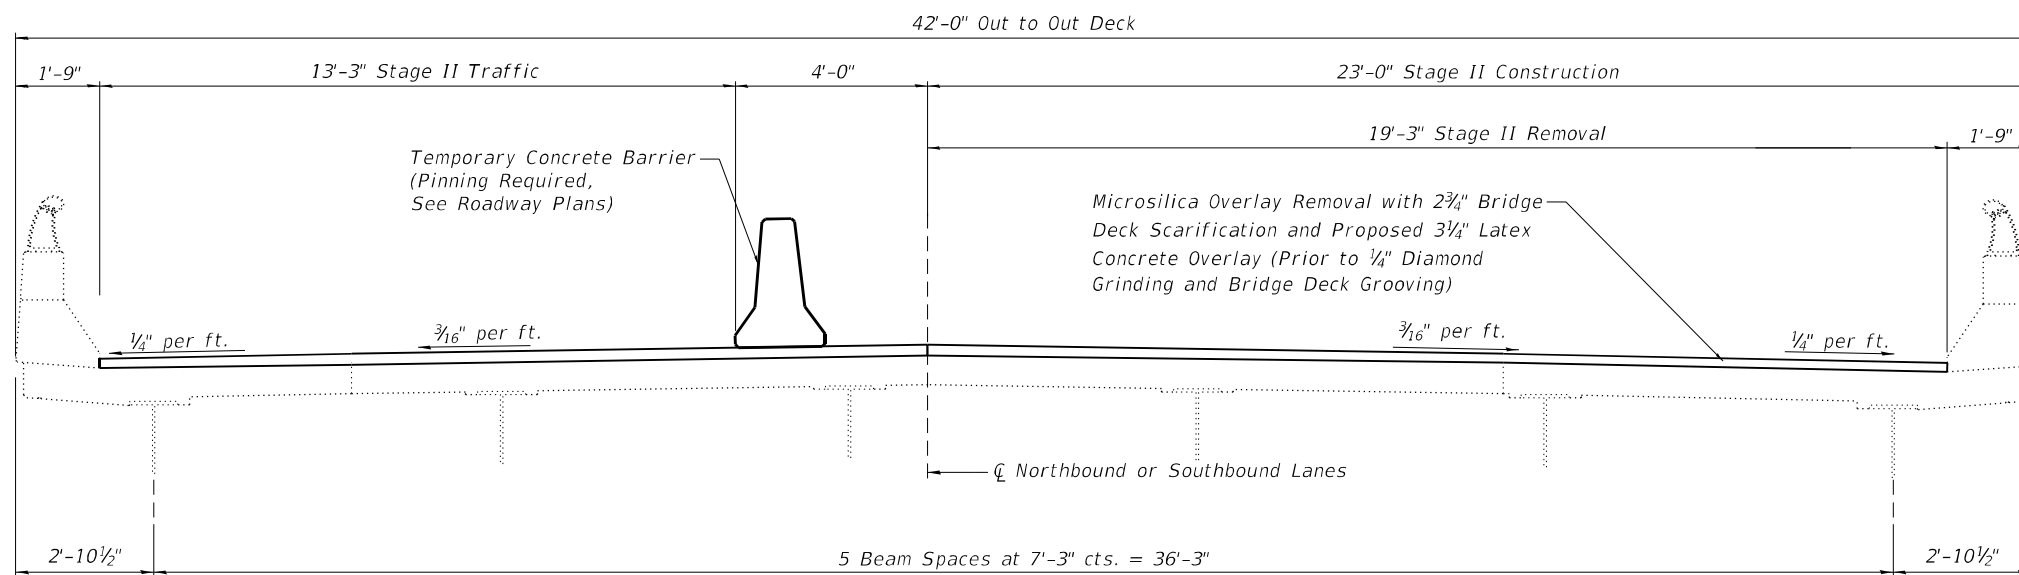 42'-0" Out to Out Deck
1'-9"
13'-3" Stage II Traffic
4'-0"
23'-0" Stage II Construction
19'-3" Stage II Removal
1'-9"
Temporary Concrete Barrier
(Pinning Required,
See Roadway Plans)
Microsilica Overlay Removal with 2¾" Bridge
Deck Scarification and Proposed 3¼" Latex
Concrete Overlay (Prior to ¼" Diamond
Grinding and Bridge Deck Grooving)
¼" per ft.
3/16" per ft.
3/16" per ft.
¼" per ft.
℄ Northbound or Southbound Lanes
2'-10½"
5 Beam Spaces at 7'-3" cts. = 36'-3"
2'-10½"